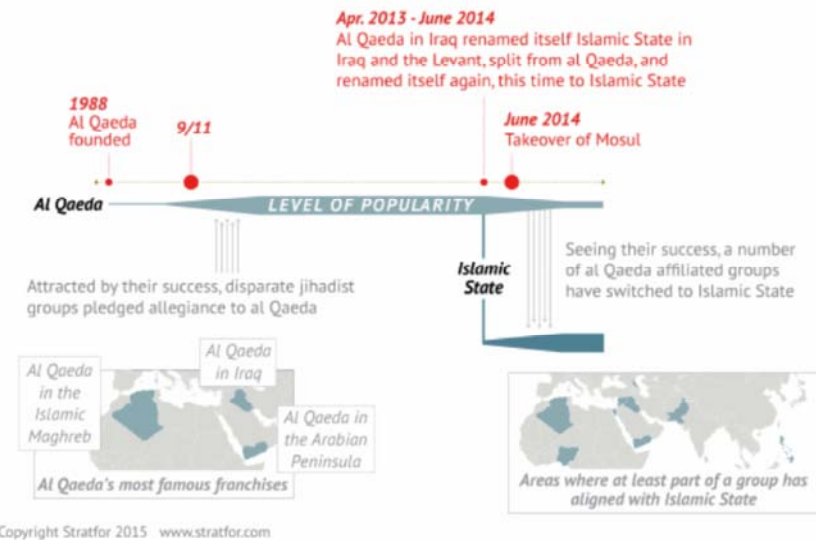 Apr. 2013 - June 2014
Al Qaeda in Iraq renamed itself Islamic State in
Iraq and the Levant, split from al Qaeda, and
renamed itself again, this time to Islamic State
1988
Al Qaeda
founded
9/11
June 2014
Takeover of Mosul
Al Qaeda
LEVEL OF POPULARITY
Attracted by their success, disparate jihadist
groups pledged allegiance to al Qaeda
Islamic
State
Seeing their success, a number
of al Qaeda affiliated groups
have switched to Islamic State
Al Qaeda
in the
Islamic
Maghreb
Al Qaeda
in Iraq
Al Qaeda in
the Arabian
Peninsula
Al Qaeda's most famous franchises
Areas where at least part of a group has
aligned with Islamic State
Copyright Stratfor 2015 www.stratfor.com